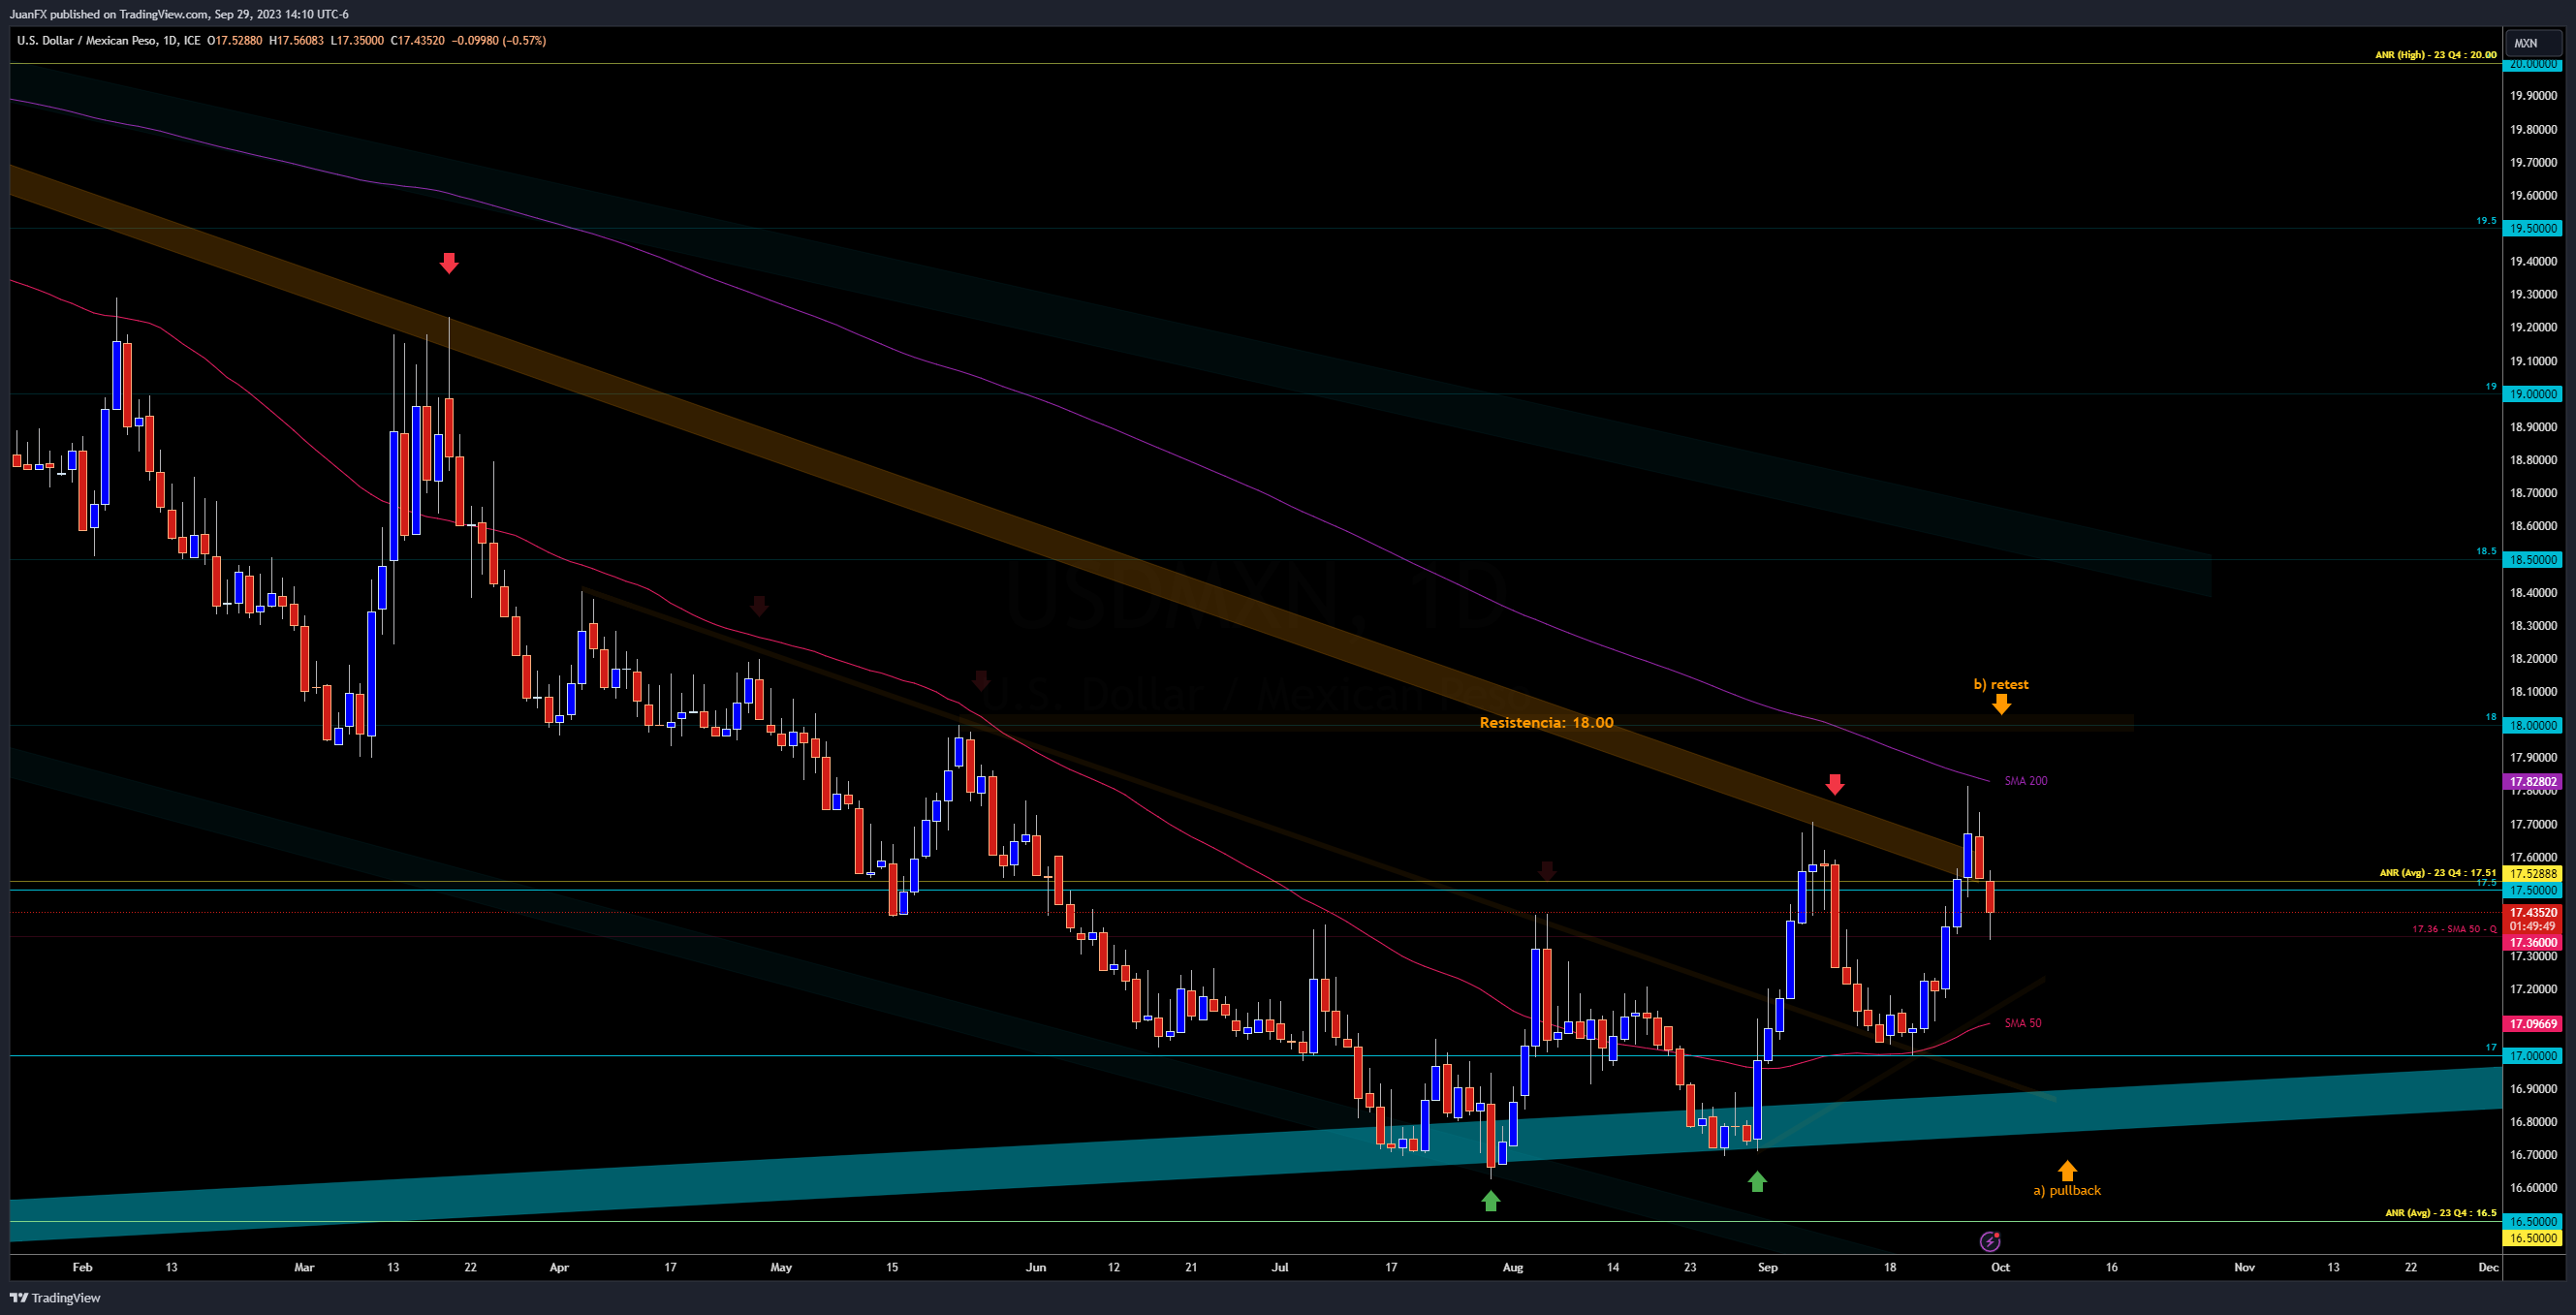 JuanFX published on TradingView.com, Sep 29, 2023 14:10 UTC-6
U.S. Dollar / Mexican Peso, 1D, ICE O17.52880 H17.56083 L17.35000 C17.43520 −0.09980 (−0.57%)
MXN
ANR (High) - 23 Q4 : 20.00
20.00000
19.90000
19.80000
19.70000
19.60000
19.5
19.50000
19.40000
19.30000
19.20000
19.10000
19
19.00000
18.90000
18.80000
18.70000
18.60000
18.5
18.50000
USDMXN, 1D
18.40000
18.30000
18.20000
U.S. Dollar / Mexican Peso
b) retest
18.10000
Resistencia: 18.00
18
18.00000
17.90000
SMA 200
17.82802
17.80000
17.70000
17.60000
ANR (Avg) - 23 Q4 : 17.51
17.52888
17.5
17.50000
17.43520
01:49:49
17.36 - SMA 50 - Q
17.36000
17.30000
17.20000
SMA 50
17.09669
17
17.00000
16.90000
16.80000
16.70000
a) pullback
16.60000
ANR (Avg) - 23 Q4 : 16.5
16.50000
16.50000
Feb 13 Mar 13 22 Apr 17 May 15 Jun 12 21 Jul 17 Aug 14 23 Sep 18 Oct 16 Nov 13 22 Dec
TradingView